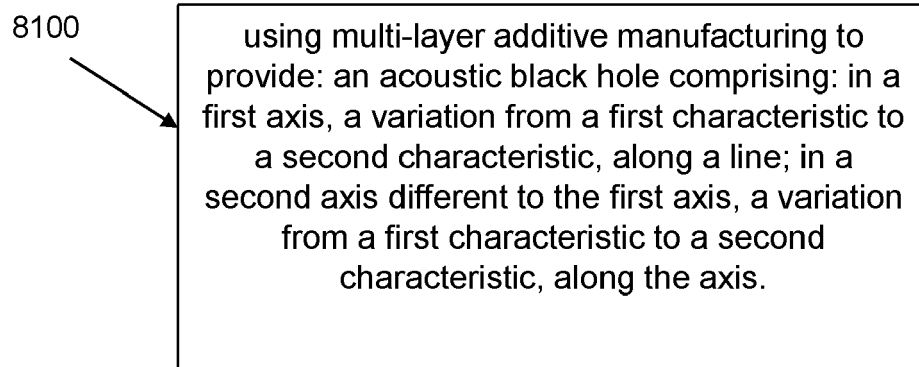 8100
using multi-layer additive manufacturing to
provide: an acoustic black hole comprising: in a
first axis, a variation from a first characteristic to
a second characteristic, along a line; in a
second axis different to the first axis, a variation
from a first characteristic to a second
characteristic, along the axis.